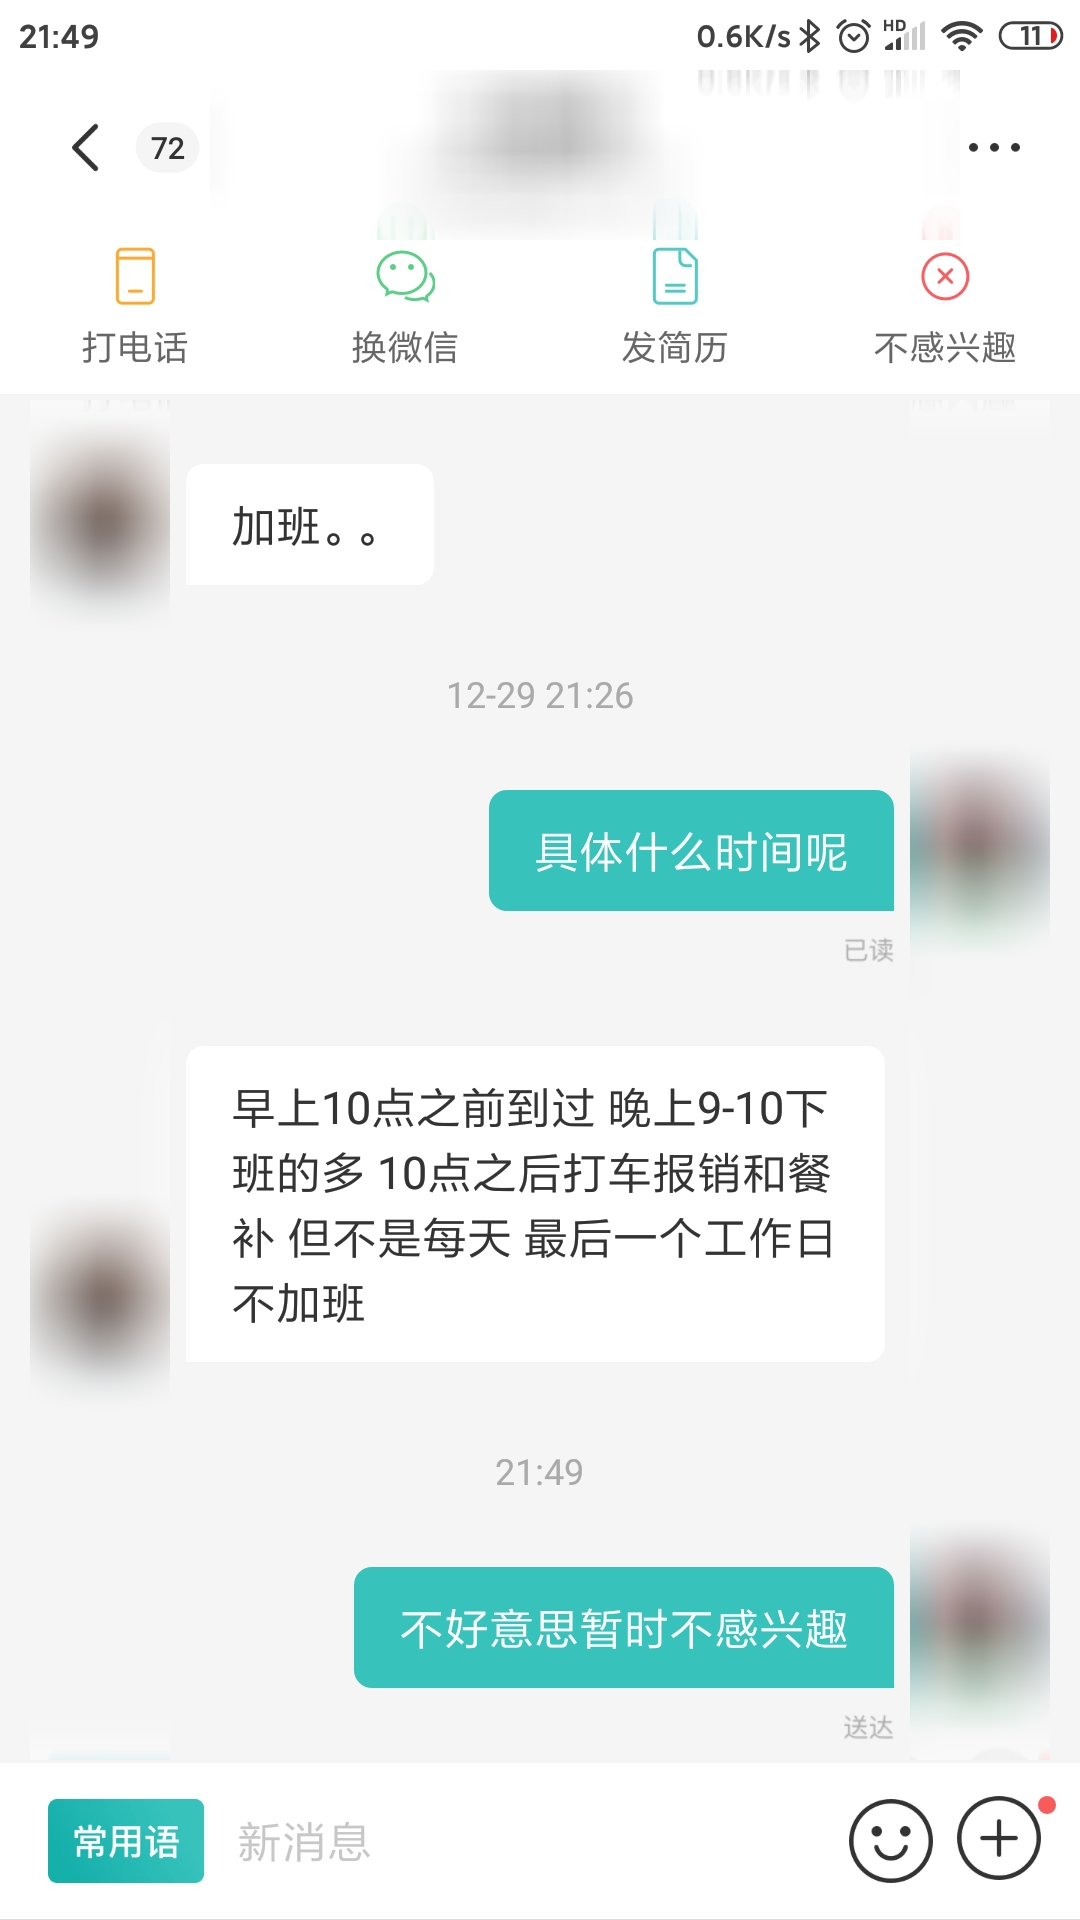 21:49
0.6K/s HD 11
72
打电话
换微信
发简历
不感兴趣
加班。。
12-29 21:26
具体什么时间呢
已读
早上10点之前到过 晚上9-10下
班的多 10点之后打车报销和餐
补 但不是每天 最后一个工作日
不加班
21:49
不好意思暂时不感兴趣
送达
常用语
新消息